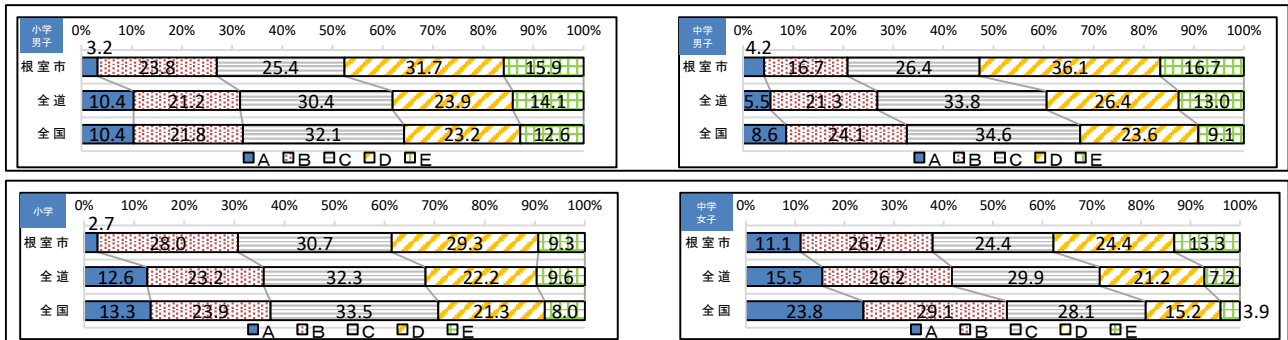 小学
男子
0% 10% 20% 30% 40% 50% 60% 70% 80% 90% 100%
3.2
根室市 23.8 25.4 31.7 15.9
全道 10.4 21.2 30.4 23.9 14.1
全国 10.4 21.8 32.1 23.2 12.6
A B C D E
中学
男子
0% 10% 20% 30% 40% 50% 60% 70% 80% 90% 100%
4.2
根室市 16.7 26.4 36.1 16.7
全道 5.5 21.3 33.8 26.4 13.0
全国 8.6 24.1 34.6 23.6 9.1
A B C D E
小学
0% 10% 20% 30% 40% 50% 60% 70% 80% 90% 100%
2.7
根室市 28.0 30.7 29.3 9.3
全道 12.6 23.2 32.3 22.2 9.6
全国 13.3 23.9 33.5 21.3 8.0
A B C D E
中学
女子
0% 10% 20% 30% 40% 50% 60% 70% 80% 90% 100%
根室市 11.1 26.7 24.4 24.4 13.3
全道 15.5 26.2 29.9 21.2 7.2
全国 23.8 29.1 28.1 15.2 3.9
A B C D E